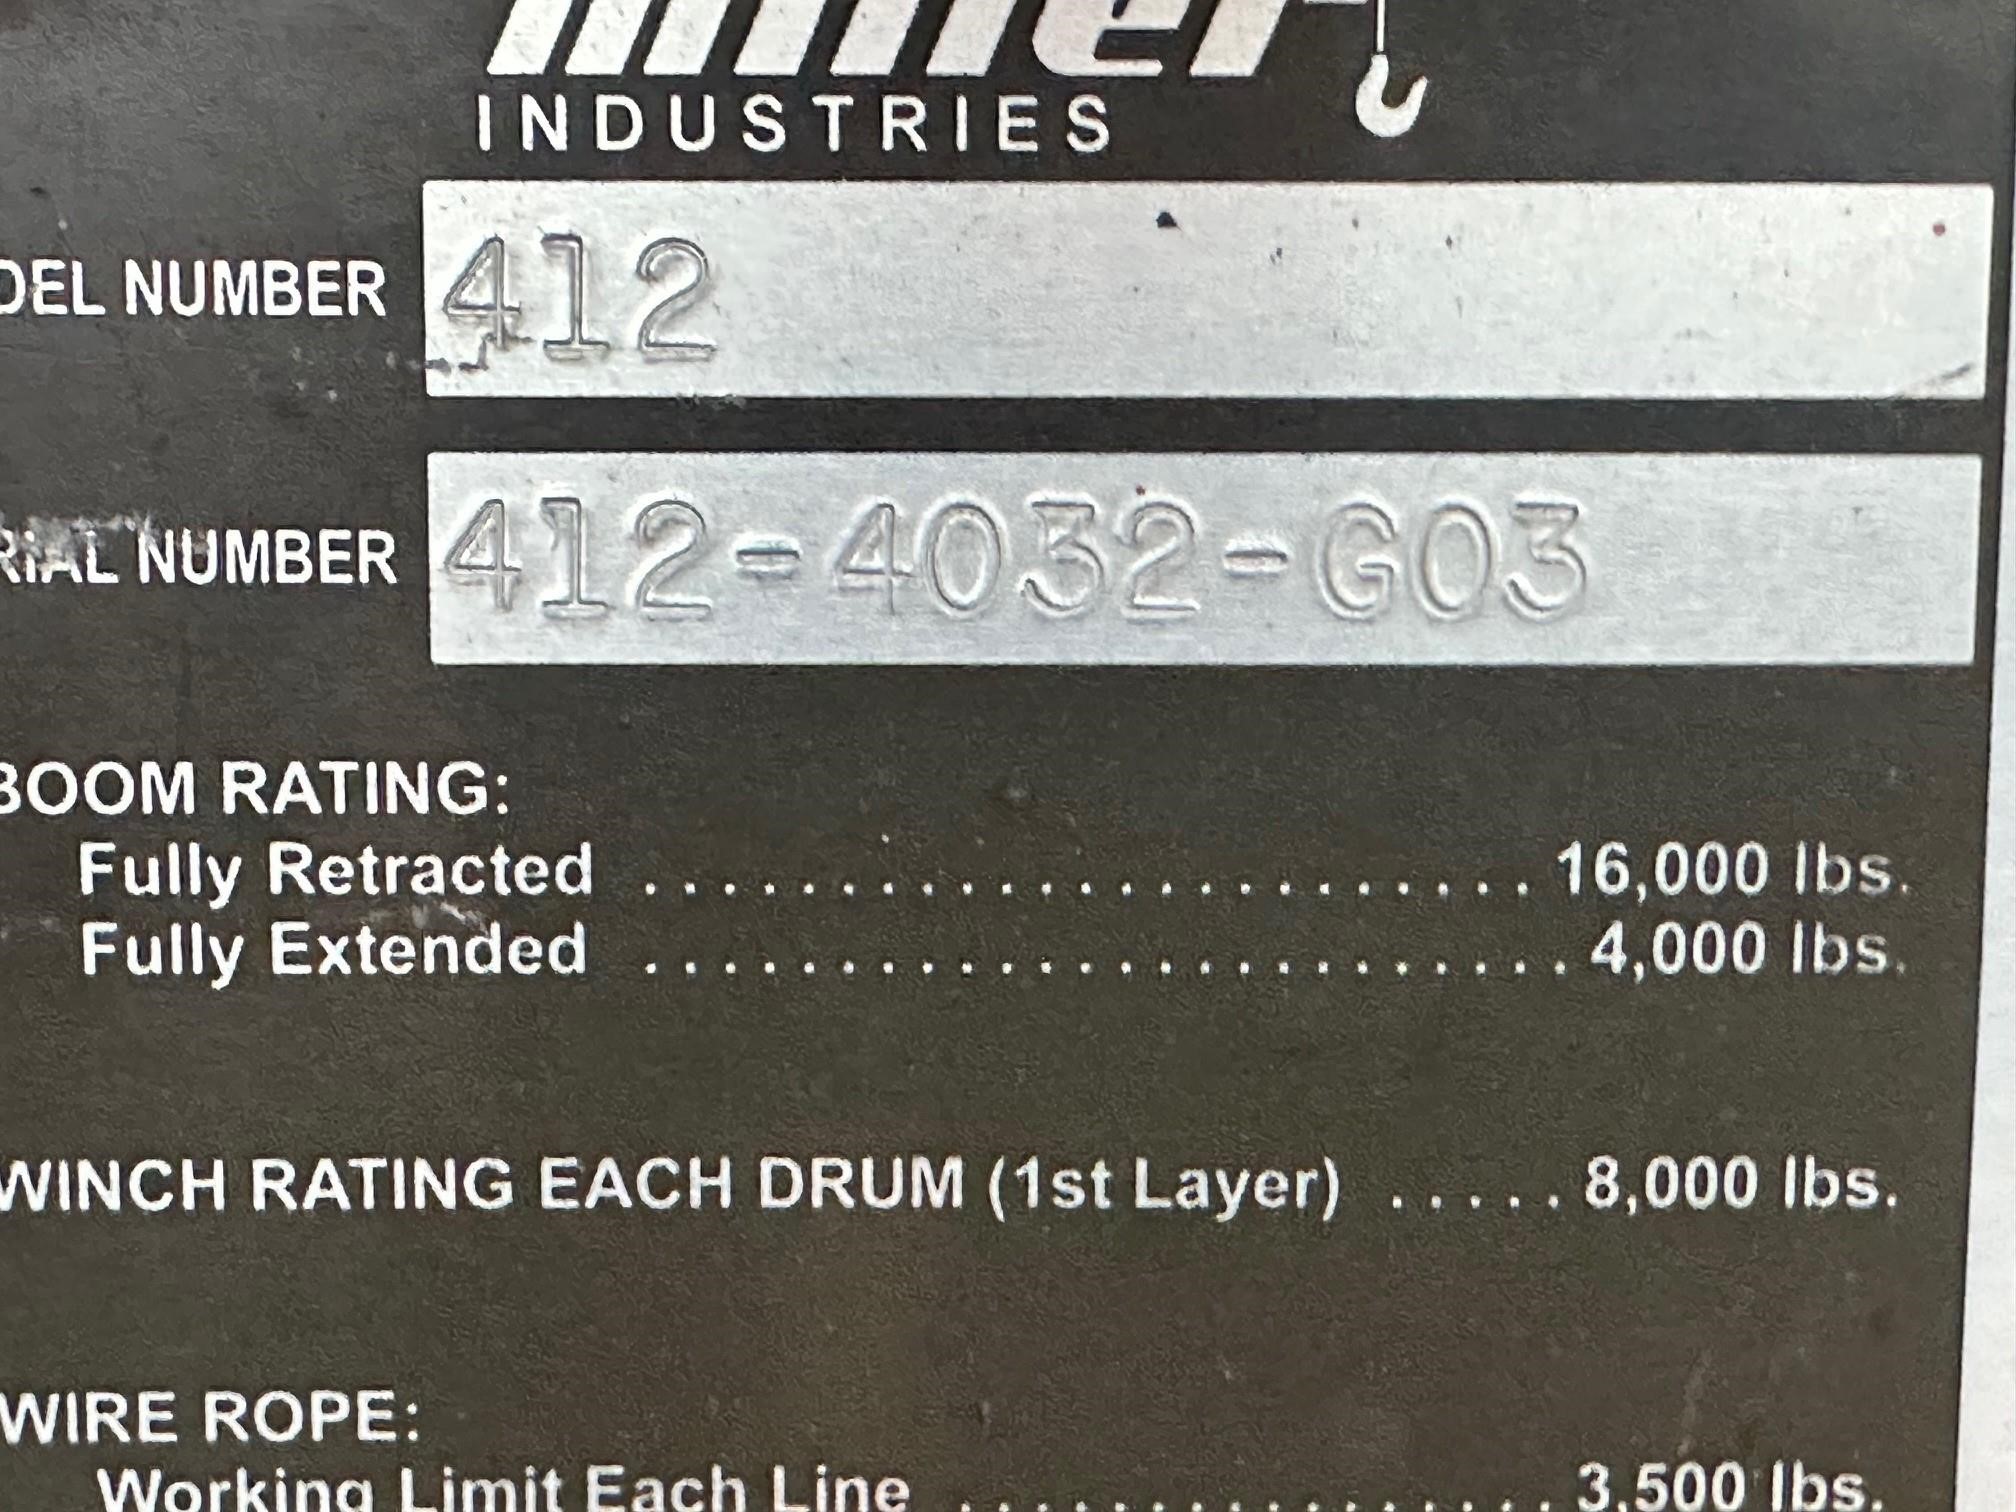 INDUSTRIES
DEL NUMBER 412
RIAL NUMBER 412-4032-G03
BOOM RATING:
Fully Retracted ........................ 16,000 lbs.
Fully Extended ......................... 4,000 lbs.
WINCH RATING EACH DRUM (1st Layer) ..... 8,000 lbs.
WIRE ROPE:
Working Limit Each Line ................ 3,500 lbs.